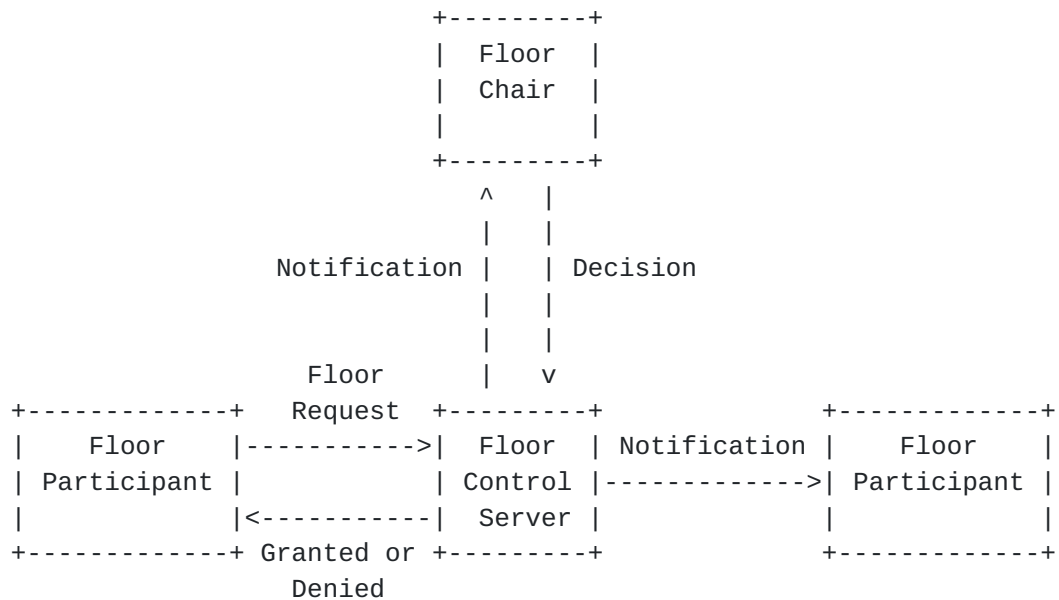 +---------+
|  Floor  |
|  Chair  |
|         |
+---------+
   ^   |
   |   |
Notification |   | Decision
   |   |
   |   |
Floor      |   v
+-------------+   Request  +---------+              +-------------+
|    Floor    |----------->|  Floor  | Notification |    Floor    |
| Participant |            | Control |------------->| Participant |
|             |<-----------|  Server |              |             |
+-------------+ Granted or +---------+              +-------------+
Denied